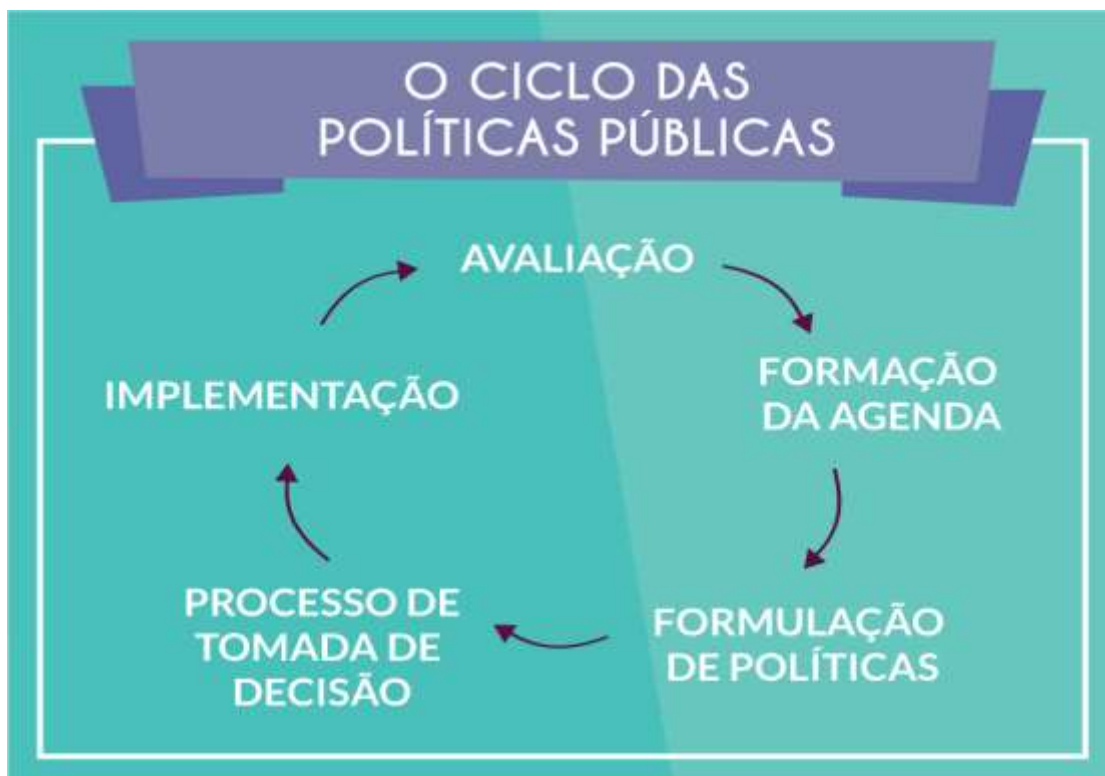 O CICLO DAS
POLÍTICAS PÚBLICAS
AVALIAÇÃO
FORMAÇÃO
DA AGENDA
FORMULAÇÃO
DE POLÍTICAS
PROCESSO DE
TOMADA DE
DECISÃO
IMPLEMENTAÇÃO